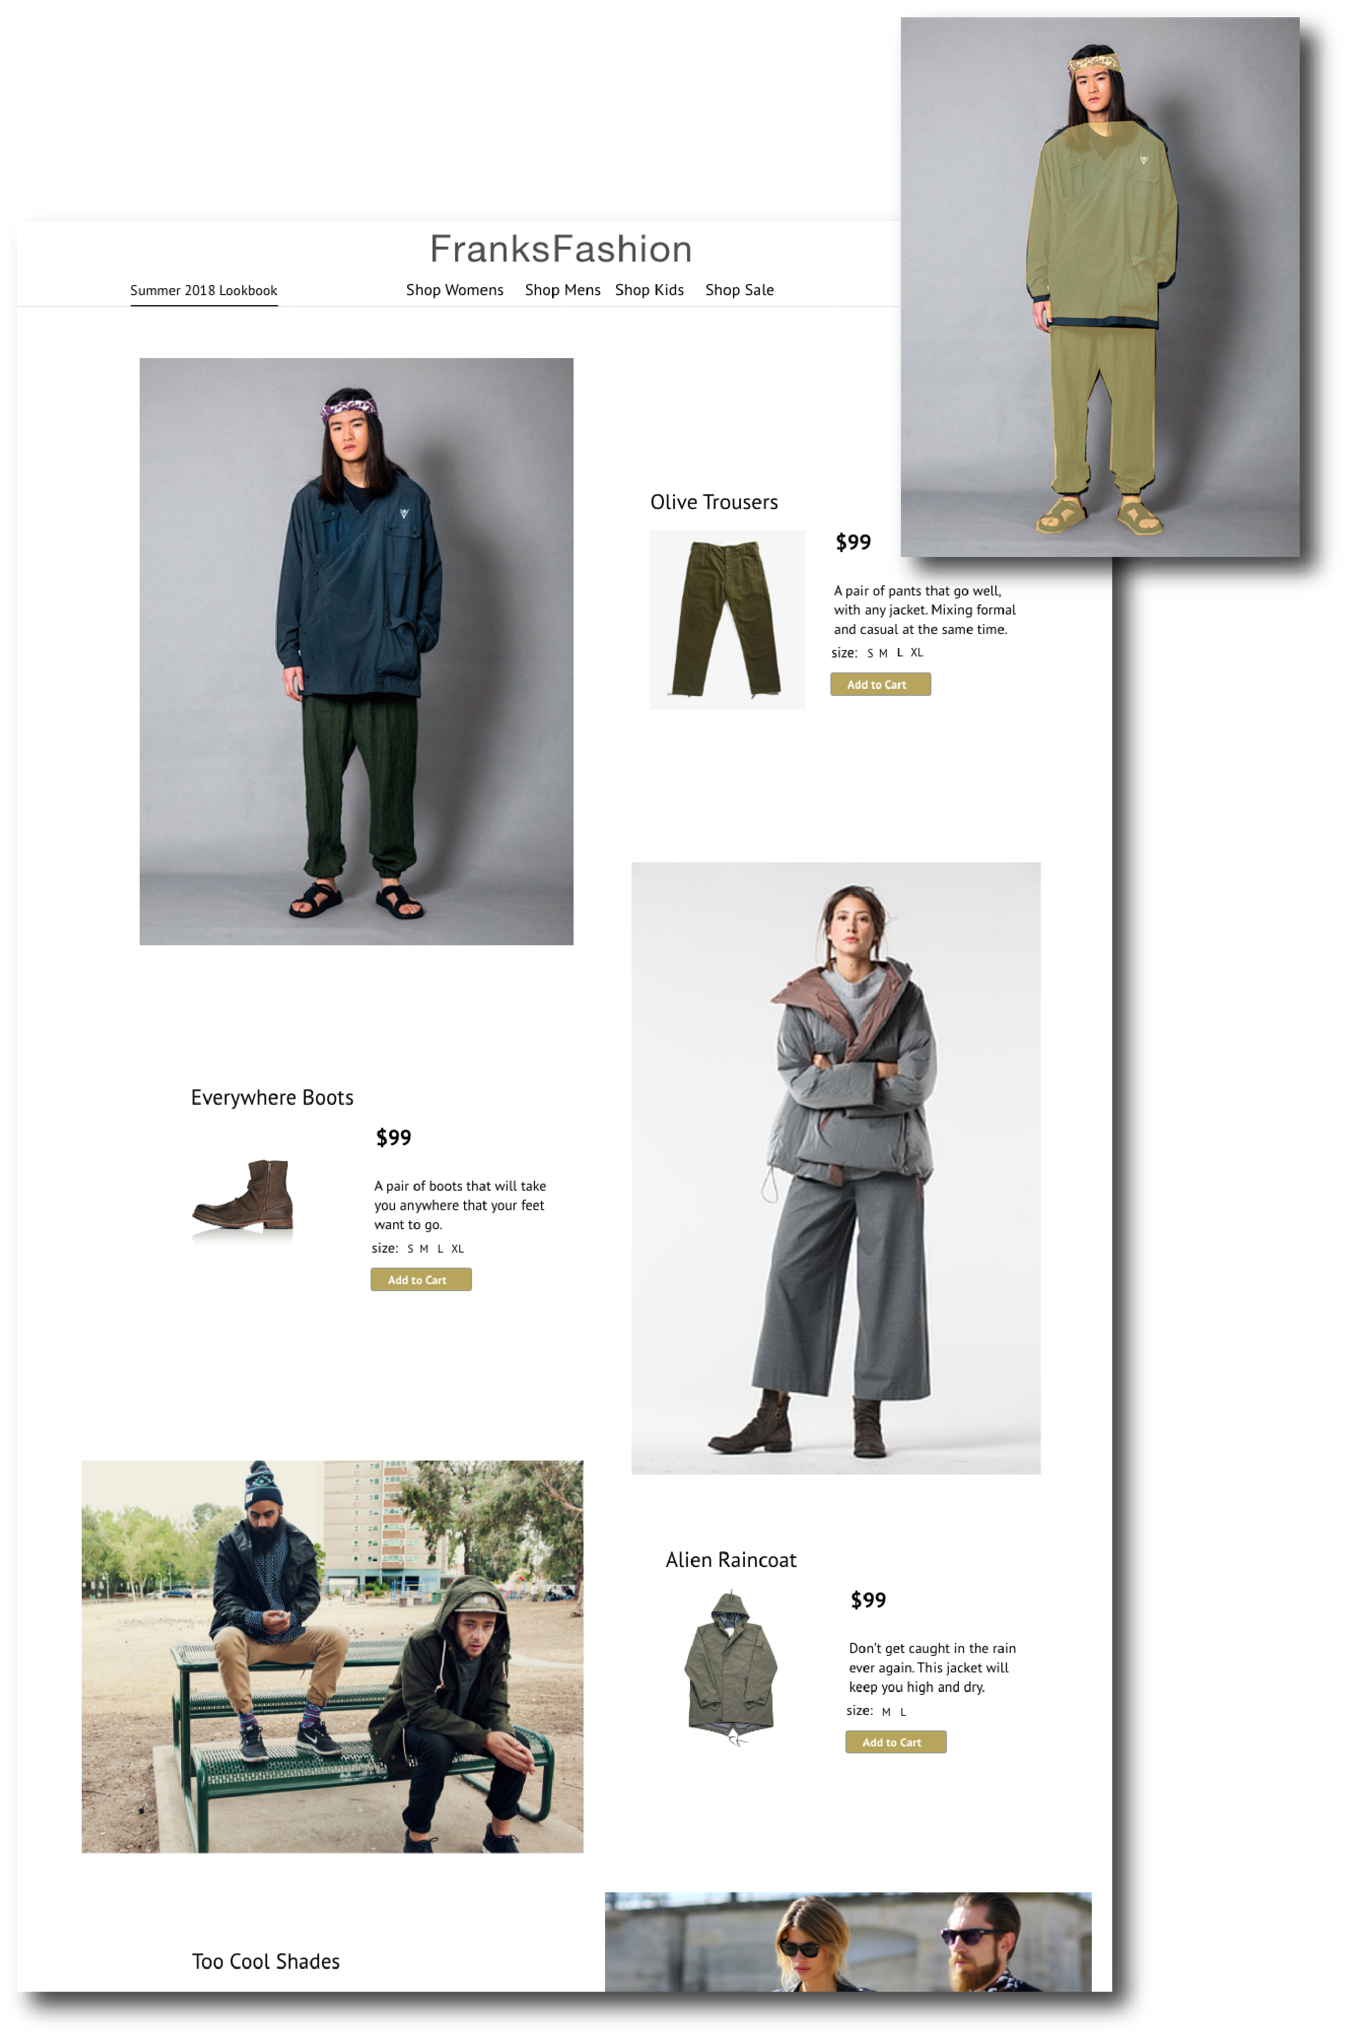 FranksFashion
Summer 2018 Lookbook
Shop Womens
Shop Mens
Shop Kids
Shop Sale
Olive Trousers
$99
A pair of pants that go well,
with any jacket. Mixing formal
and casual at the same time.
size: S M L XL
Add to Cart
Everywhere Boots
$99
A pair of boots that will take
you anywhere that your feet
want to go.
size: S M L XL
Add to Cart
Alien Raincoat
$99
Don't get caught in the rain
ever again. This jacket will
keep you high and dry.
size: M L
Add to Cart
Too Cool Shades